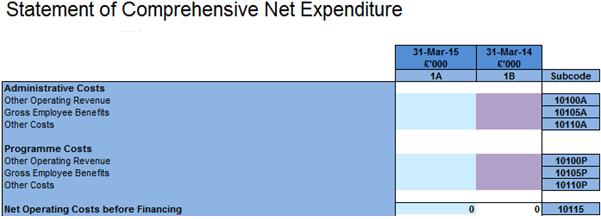 Statement of Comprehensive Net Expenditure
31-Mar-15 31-Mar-14
£'000 £'000
1A 1B Subcode
Administrative Costs
Other Operating Revenue 10100A
Gross Employee Benefits 10105A
Other Costs 10110A
Programme Costs
Other Operating Revenue 10100P
Gross Employee Benefits 10105P
Other Costs 10110P
Net Operating Costs before Financing 0 0 10115